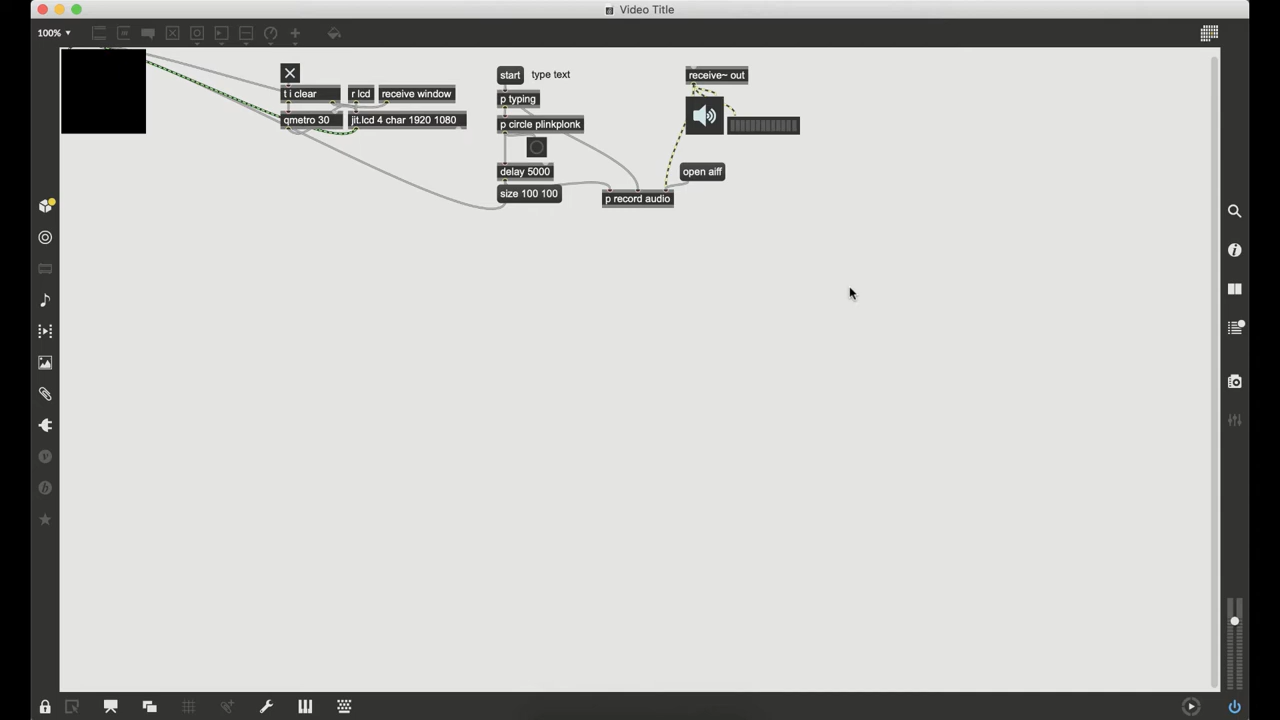 Video Title
100%
start
type text
receive~ out
t i clear
r lcd
receive window
p typing
qmetro 30
jit.lcd 4 char 1920 1080
p circle plinkplonk
delay 5000
open aiff
size 100 100
p record audio